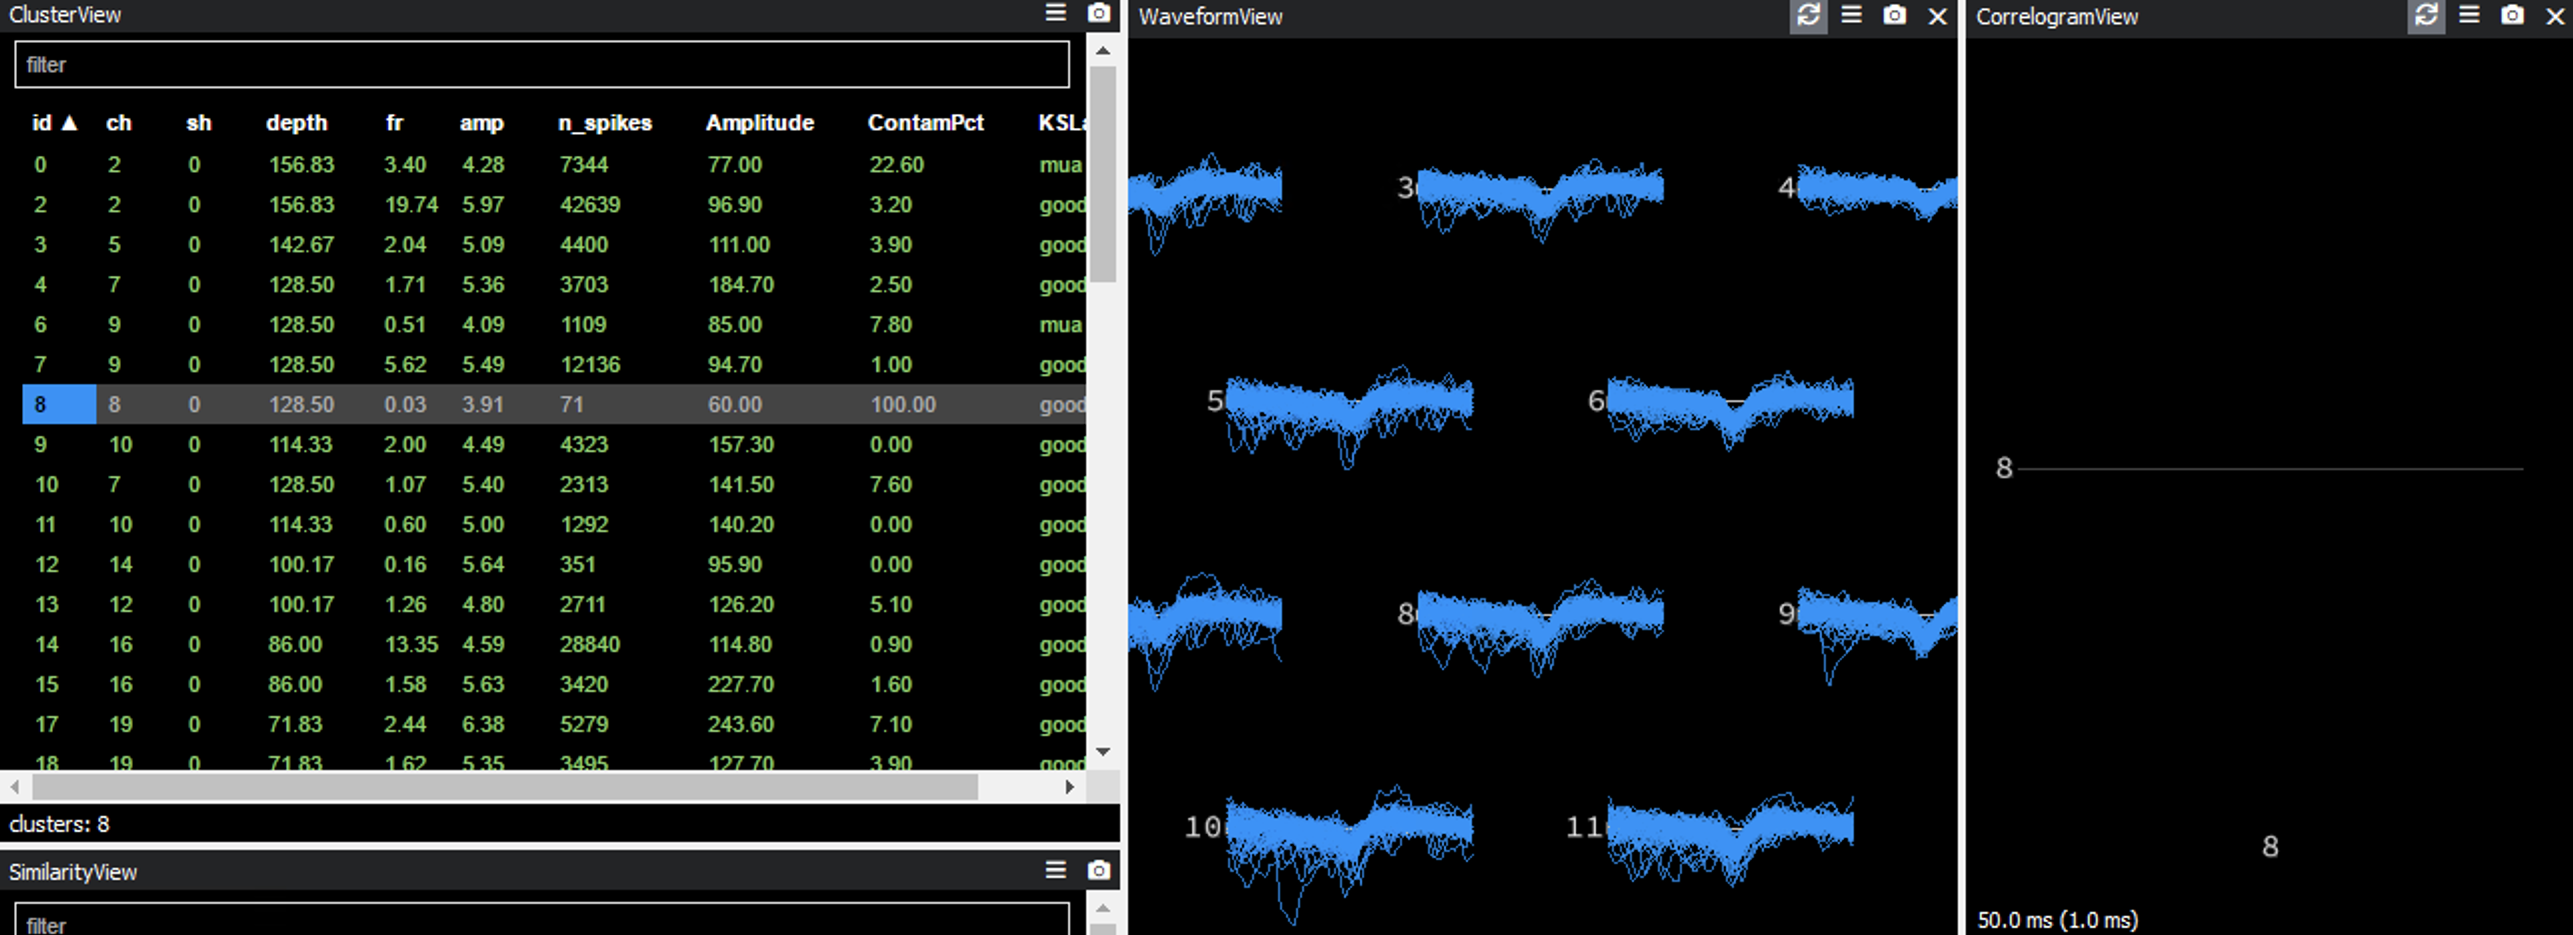 ClusterView
filter
id ▲ ch sh depth fr amp n_spikes Amplitude ContamPct
0 2 0 156.83 3.40 4.28 7344 77.00 22.60 mua
2 2 0 156.83 19.74 5.97 42639 96.90 3.20 good
3 5 0 142.67 2.04 5.09 4400 111.00 3.90 good
4 7 0 128.50 1.71 5.36 3703 184.70 2.50 good
6 9 0 128.50 0.51 4.09 1109 85.00 7.80 mua
7 9 0 128.50 5.62 5.49 12136 94.70 1.00 good
8 8 0 128.50 0.03 3.91 71 60.00 100.00 good
9 10 0 114.33 2.00 4.49 4323 157.30 0.00 good
10 7 0 128.50 1.07 5.40 2313 141.50 7.60 good
11 10 0 114.33 0.60 5.00 1292 140.20 0.00 good
12 14 0 100.17 0.16 5.64 351 95.90 0.00 good
13 12 0 100.17 1.26 4.80 2711 126.20 5.10 good
14 16 0 86.00 13.35 4.59 28840 114.80 0.90 good
15 16 0 86.00 1.58 5.63 3420 227.70 1.60 good
17 19 0 71.83 2.44 6.38 5279 243.60 7.10 good
18 19 0 71.83 1.62 5.35 3495 127.70 3.90 good
clusters: 8
SimilarityView
filter
WaveformView
3
4
5
6
8
9
10
11
CorrelogramView
8
8
50.0 ms (1.0 ms)